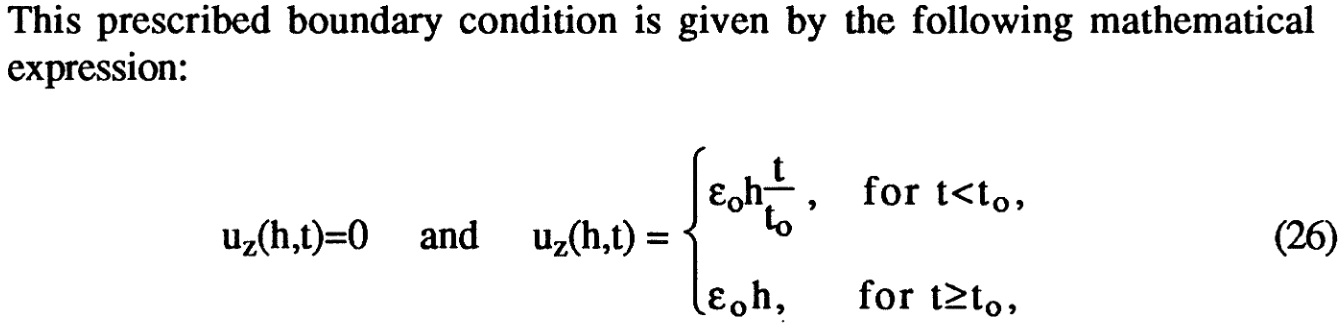 This prescribed boundary condition is given by the following mathematical
expression:
u_z(h,t)=0 and u_z(h,t) = { ε_o h t/t_o , for t<t_o,
ε_o h, for t≥t_o,
(26)